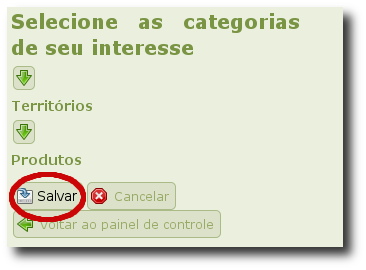 Selecione as categorias
de seu interesse
Territórios
Produtos
Salvar Cancelar
Voltar ao painel de controle